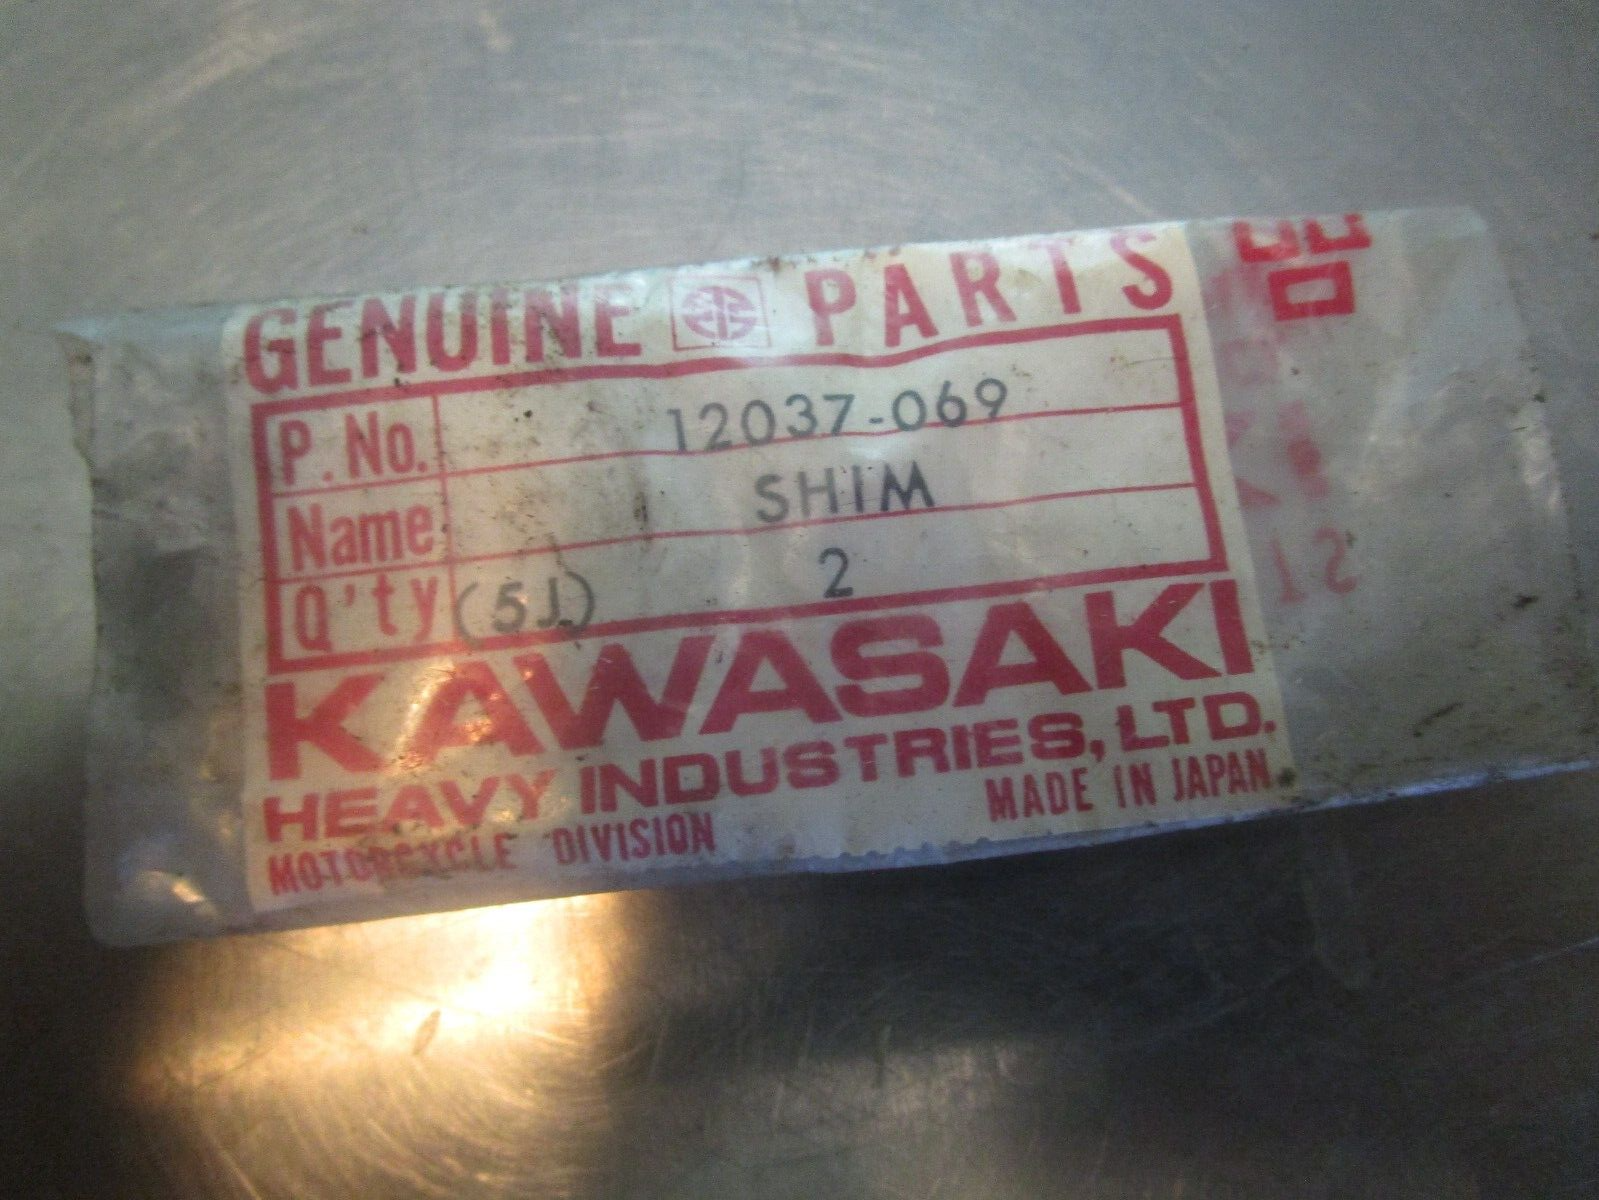 GENUINE PARTS
P.No. 12037-069
Name SHIM
Q'ty (5J) 2
KAWASAKI
HEAVY INDUSTRIES, LTD.
MOTORCYCLE DIVISION MADE IN JAPAN